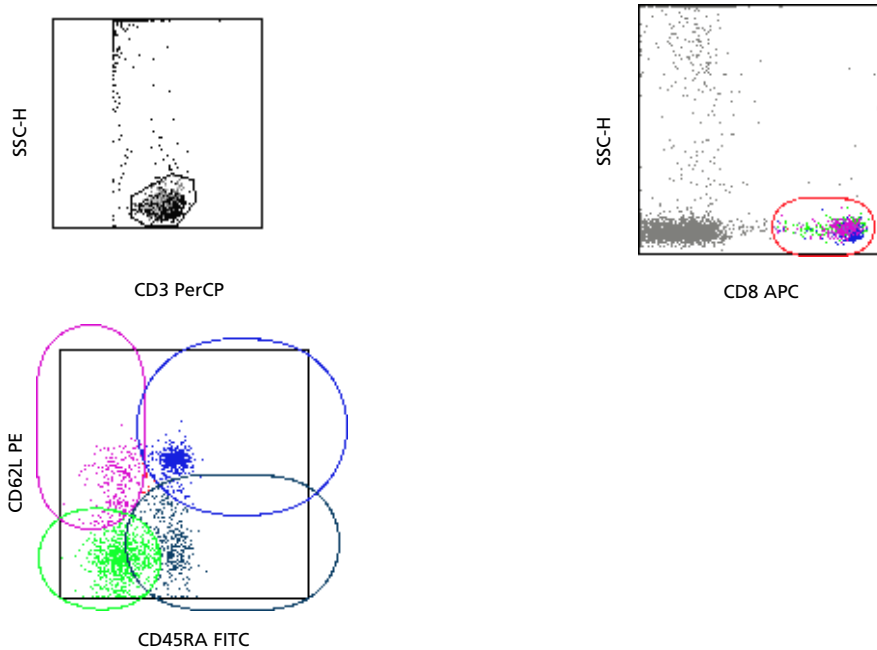 SSC-H
CD3 PerCP
SSC-H
CD8 APC
CD62L PE
CD45RA FITC